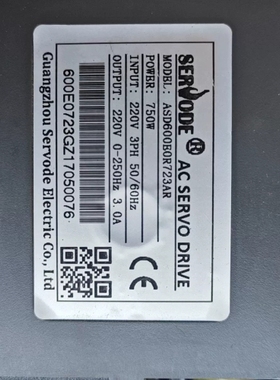 SERVODE ® AC SERVO DRIVE
MODEL: ASD600B0R723AR
POWER: 750W
INPUT: 220V 3PH 50/60Hz
OUTPUT: 220V 0-250Hz 3.0A
CE
600E0723GZ17050076
Guangzhou Servode Electric Co., Ltd